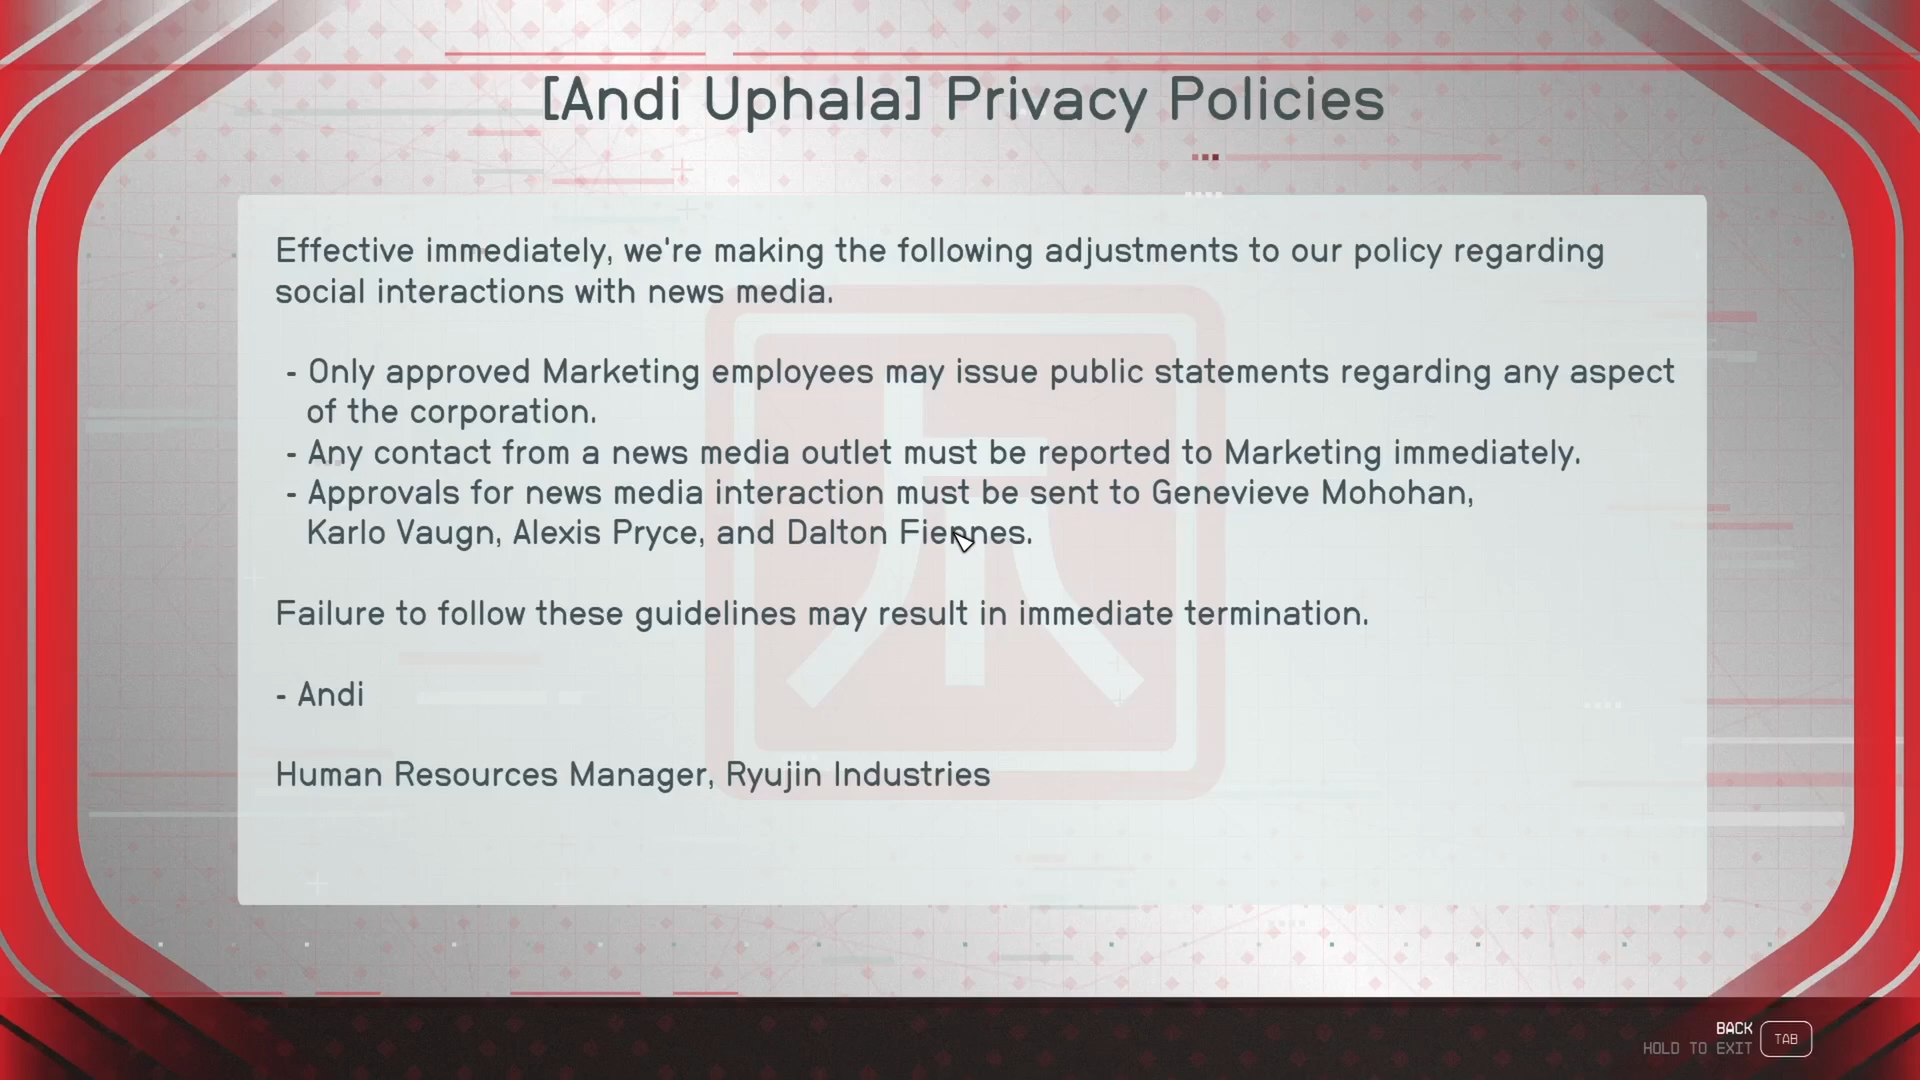 [Andi Uphala] Privacy Policies
Effective immediately, we're making the following adjustments to our policy regarding
social interactions with news media.
- Only approved Marketing employees may issue public statements regarding any aspect
of the corporation.
- Any contact from a news media outlet must be reported to Marketing immediately.
- Approvals for news media interaction must be sent to Genevieve Mohohan,
Karlo Vaugn, Alexis Pryce, and Dalton Fiennes.
Failure to follow these guidelines may result in immediate termination.
- Andi
Human Resources Manager, Ryujin Industries
BACK
HOLD TO EXIT
TAB